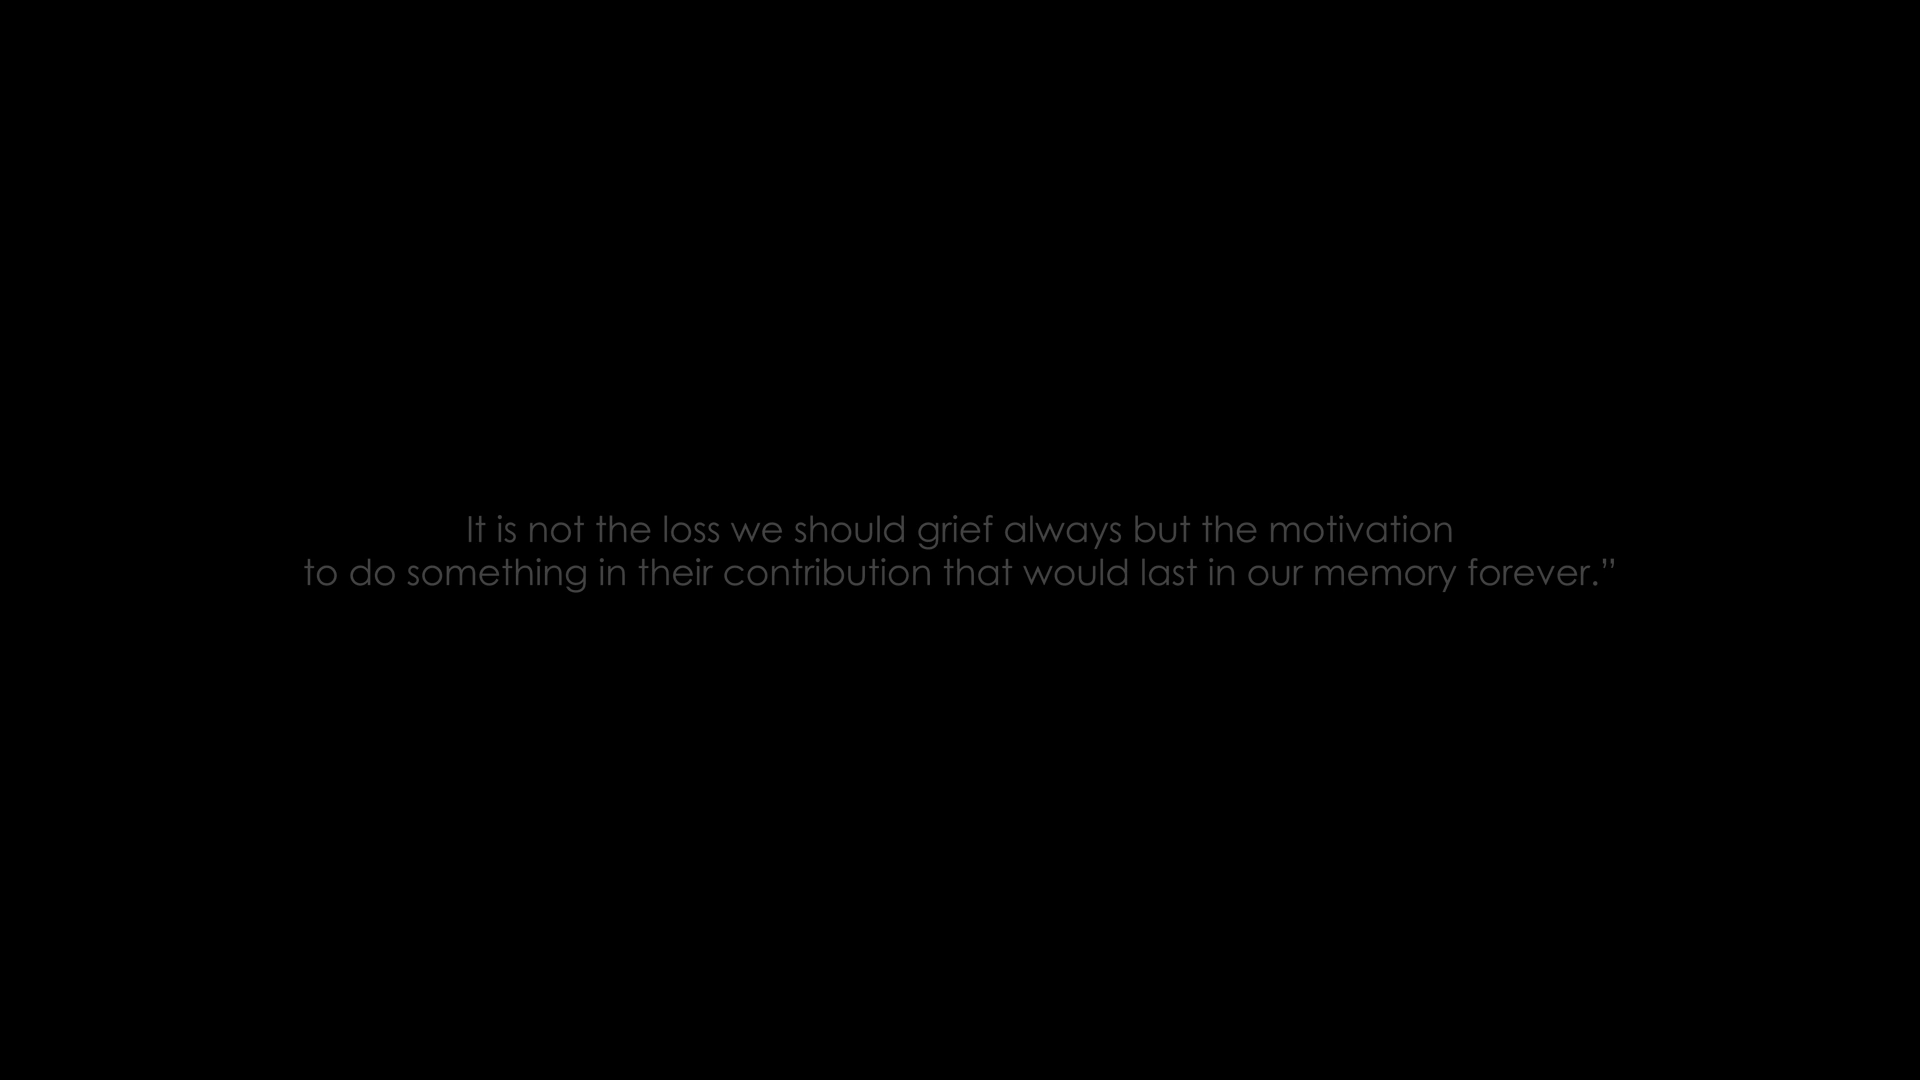 It is not the loss we should grief always but the motivation
to do something in their contribution that would last in our memory forever.”